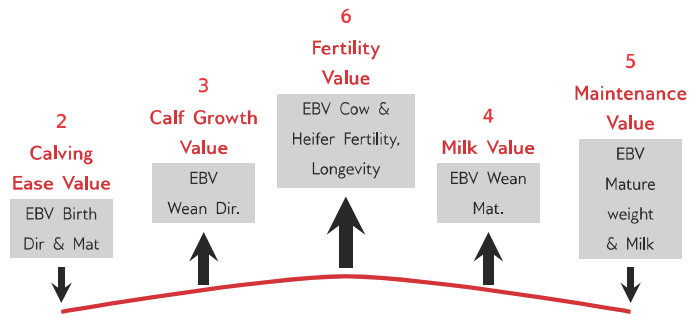 2
Calving
Ease Value
EBV Birth
Dir & Mat
3
Calf Growth
Value
EBV
Wean Dir.
6
Fertility
Value
EBV Cow &
Heifer Fertility,
Longevity
4
Milk Value
EBV Wean
Mat.
5
Maintenance
Value
EBV
Mature
weight
& Milk